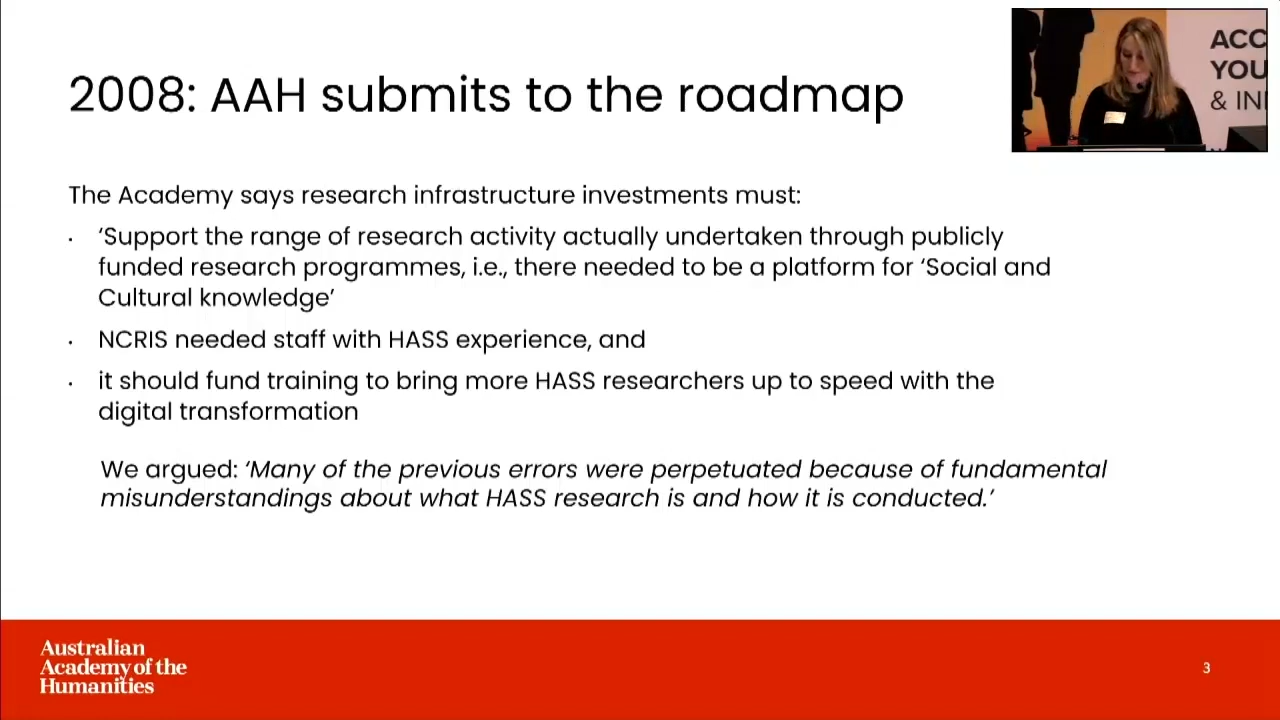 2008: AAH submits to the roadmap
ACC
YOU
& IN
The Academy says research infrastructure investments must:
• ‘Support the range of research activity actually undertaken through publicly
funded research programmes, i.e., there needed to be a platform for ‘Social and
Cultural knowledge’
• NCRIS needed staff with HASS experience, and
• it should fund training to bring more HASS researchers up to speed with the
digital transformation
We argued: ‘Many of the previous errors were perpetuated because of fundamental
misunderstandings about what HASS research is and how it is conducted.’
Australian
Academy of the
Humanities
3